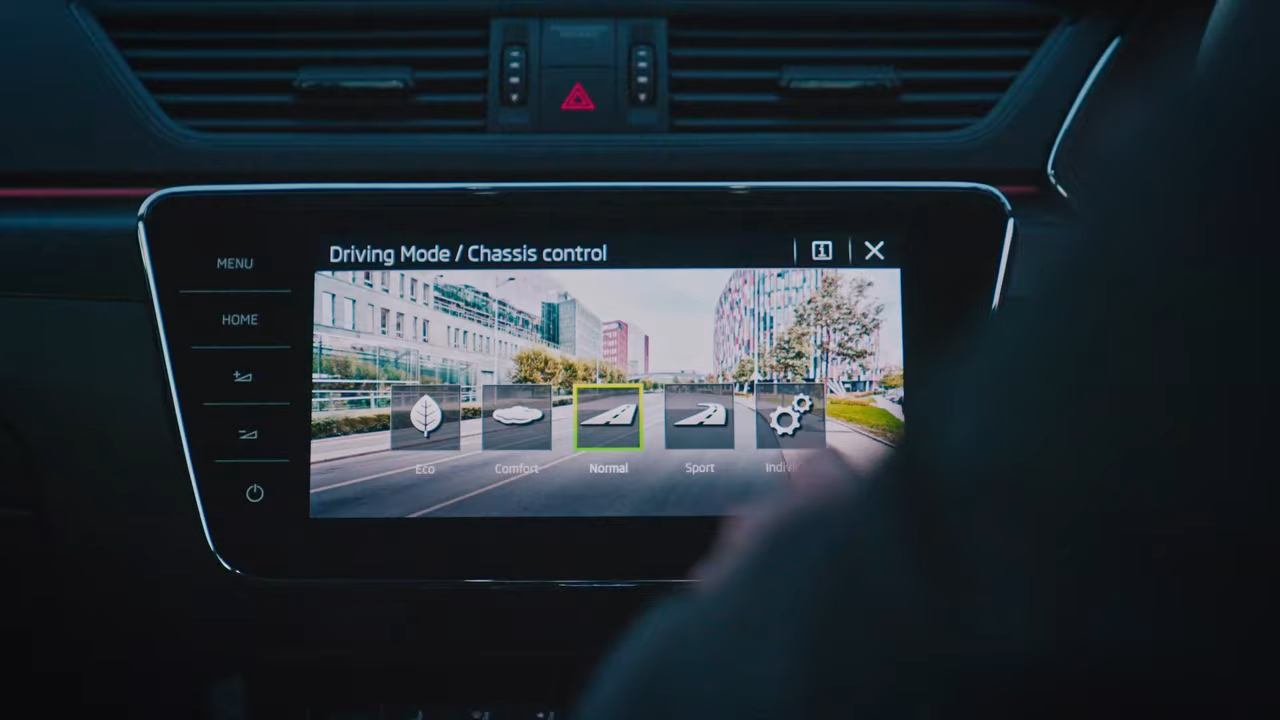 Driving Mode / Chassis control
MENU
HOME
Eco Comfort Normal Sport